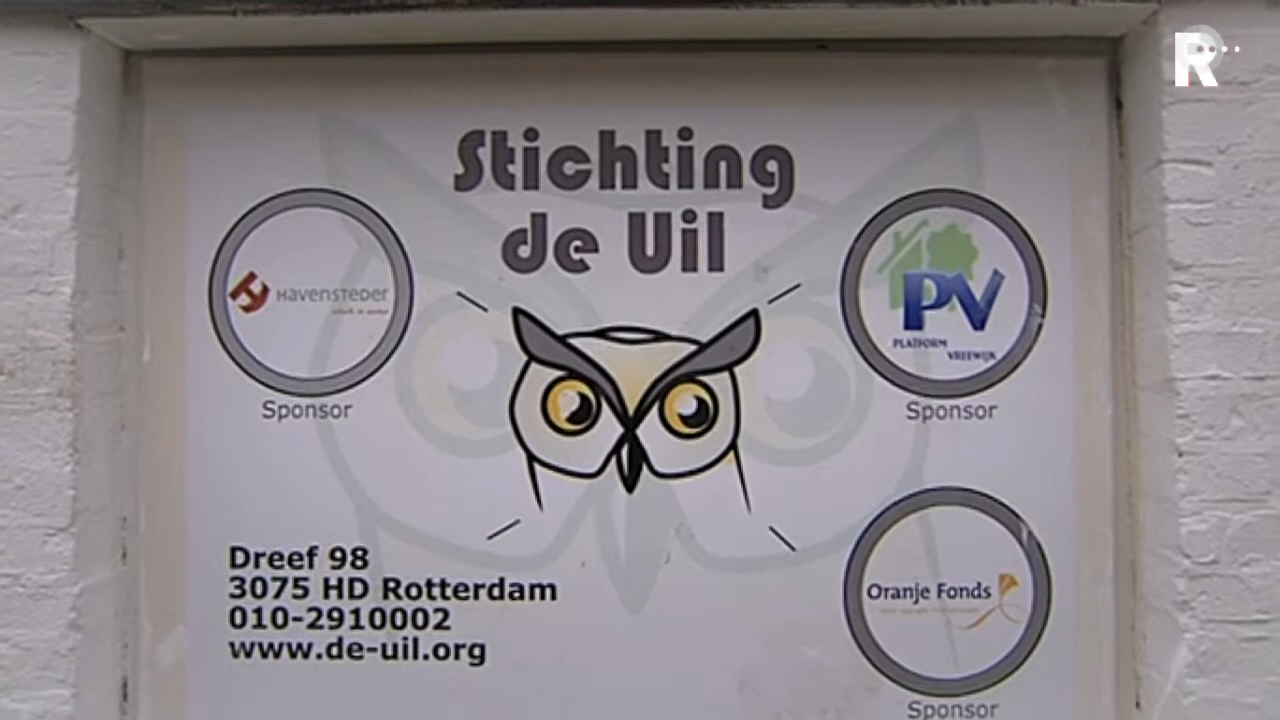 R
Stichting
de Uil
HAVENSTEDER
Sponsor
PV
PLATFORM
VREEWIJK
Sponsor
Dreef 98
3075 HD Rotterdam
010-2910002
www.de-uil.org
Oranje Fonds
Sponsor